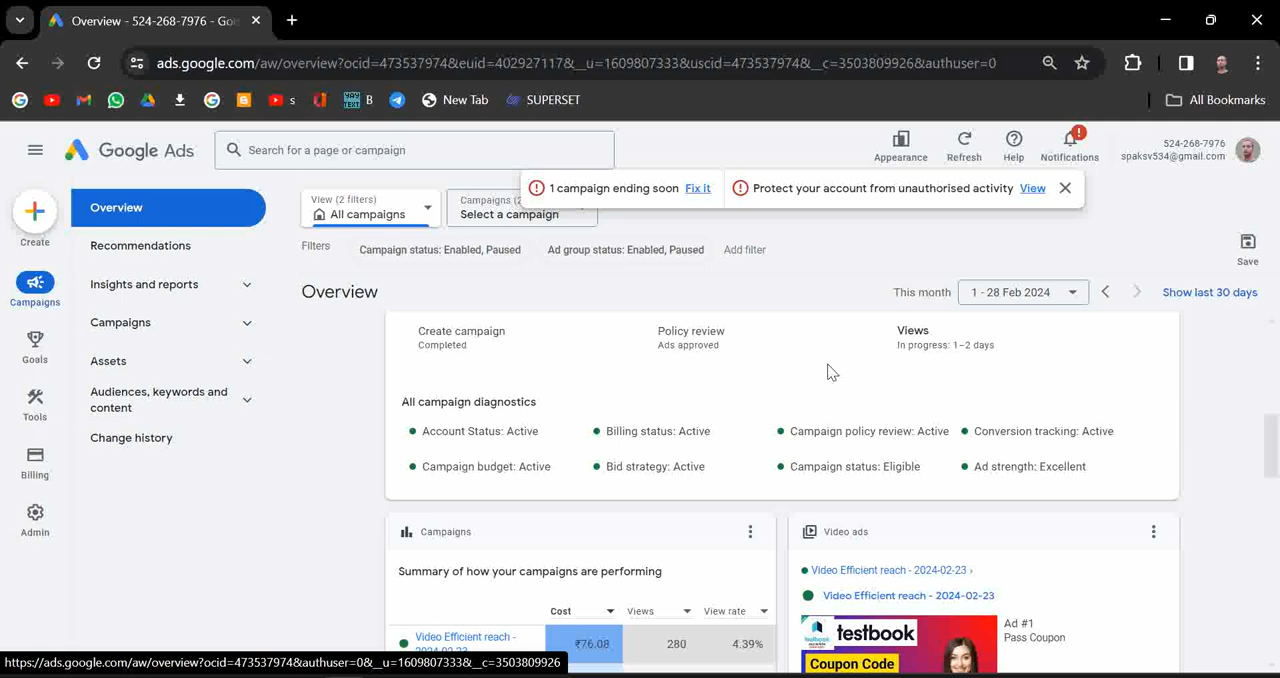 Overview - 524-268-7976 - Go
ads.google.com/aw/overview?ocid=473537974&euid=402927117&__u=1609807333&uscid=473537974&__c=3503809926&authuser=0
s
B
New Tab
SUPERSET
All Bookmarks
Google Ads
Search for a page or campaign
Appearance
Refresh
Help
Notifications
524-268-7976
spaksv534@gmail.com
1 campaign ending soon Fix it
Protect your account from unauthorised activity View
Create
Campaigns
Goals
Tools
Billing
Admin
Overview
Recommendations
Insights and reports
Campaigns
Assets
Audiences, keywords and
content
Change history
View (2 filters)
All campaigns
Campaigns (2
Select a campaign
Filters
Campaign status: Enabled, Paused
Ad group status: Enabled, Paused
Add filter
Save
Overview
This month
1 - 28 Feb 2024
Show last 30 days
Create campaign
Completed
Policy review
Ads approved
Views
In progress: 1–2 days
All campaign diagnostics
Account Status: Active
Billing status: Active
Campaign policy review: Active
Conversion tracking: Active
Campaign budget: Active
Bid strategy: Active
Campaign status: Eligible
Ad strength: Excellent
Campaigns
Summary of how your campaigns are performing
Cost
Views
View rate
Video Efficient reach -
2024-02-23
₹76.08
280
4.39%
Video ads
Video Efficient reach - 2024-02-23 ›
Video Efficient reach - 2024-02-23
testbook
testbook
Coupon Code
Ad #1
Pass Coupon
https://ads.google.com/aw/overview?ocid=473537974&authuser=0&__u=1609807333&__c=3503809926